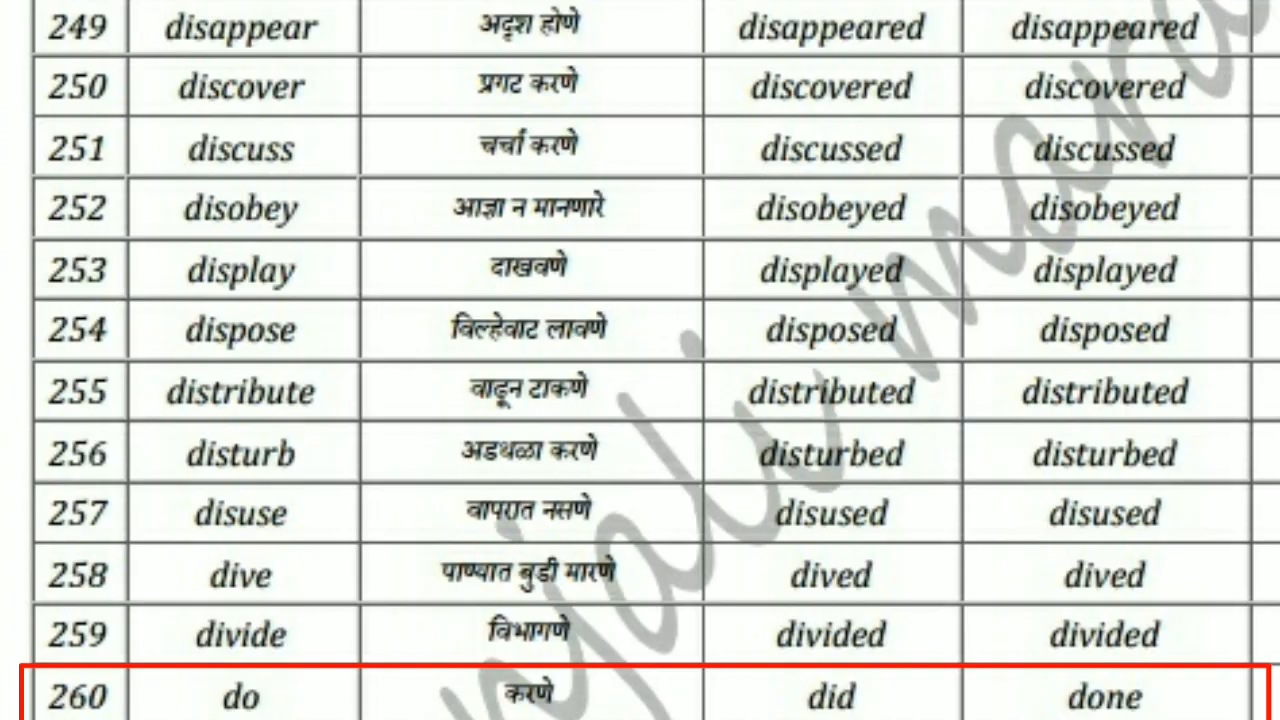 249 disappear अदृश होणे disappeared disappeared
250 discover प्रगट करणे discovered discovered
251 discuss चर्चा करणे discussed discussed
252 disobey आज्ञा न मानणारे disobeyed disobeyed
253 display दाखवणे displayed displayed
254 dispose विल्हेवाट लावणे disposed disposed
255 distribute वाटून टाकणे distributed distributed
256 disturb अडथळा करणे disturbed disturbed
257 disuse वापरात नसणे disused disused
258 dive पाण्यात बुडी मारणे dived dived
259 divide विभागणे divided divided
260 do करणे did done